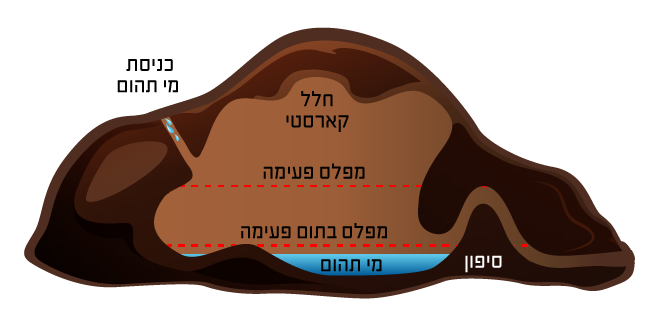 כניסת
מי תהום
חלל
קארסטי
מפלס פעימה
מפלס בתום פעימה
מי תהום
סיפון